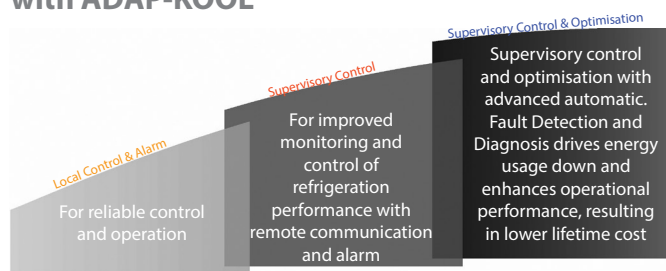 with ADAP-KOOL
Local Control & Alarm
For reliable control
and operation
Supervisory Control
For improved
monitoring and
control of
refrigeration
performance with
remote communication
and alarm
Supervisory Control & Optimisation
Supervisory control
and optimisation with
advanced automatic.
Fault Detection and
Diagnosis drives energy
usage down and
enhances operational
performance, resulting
in lower lifetime cost